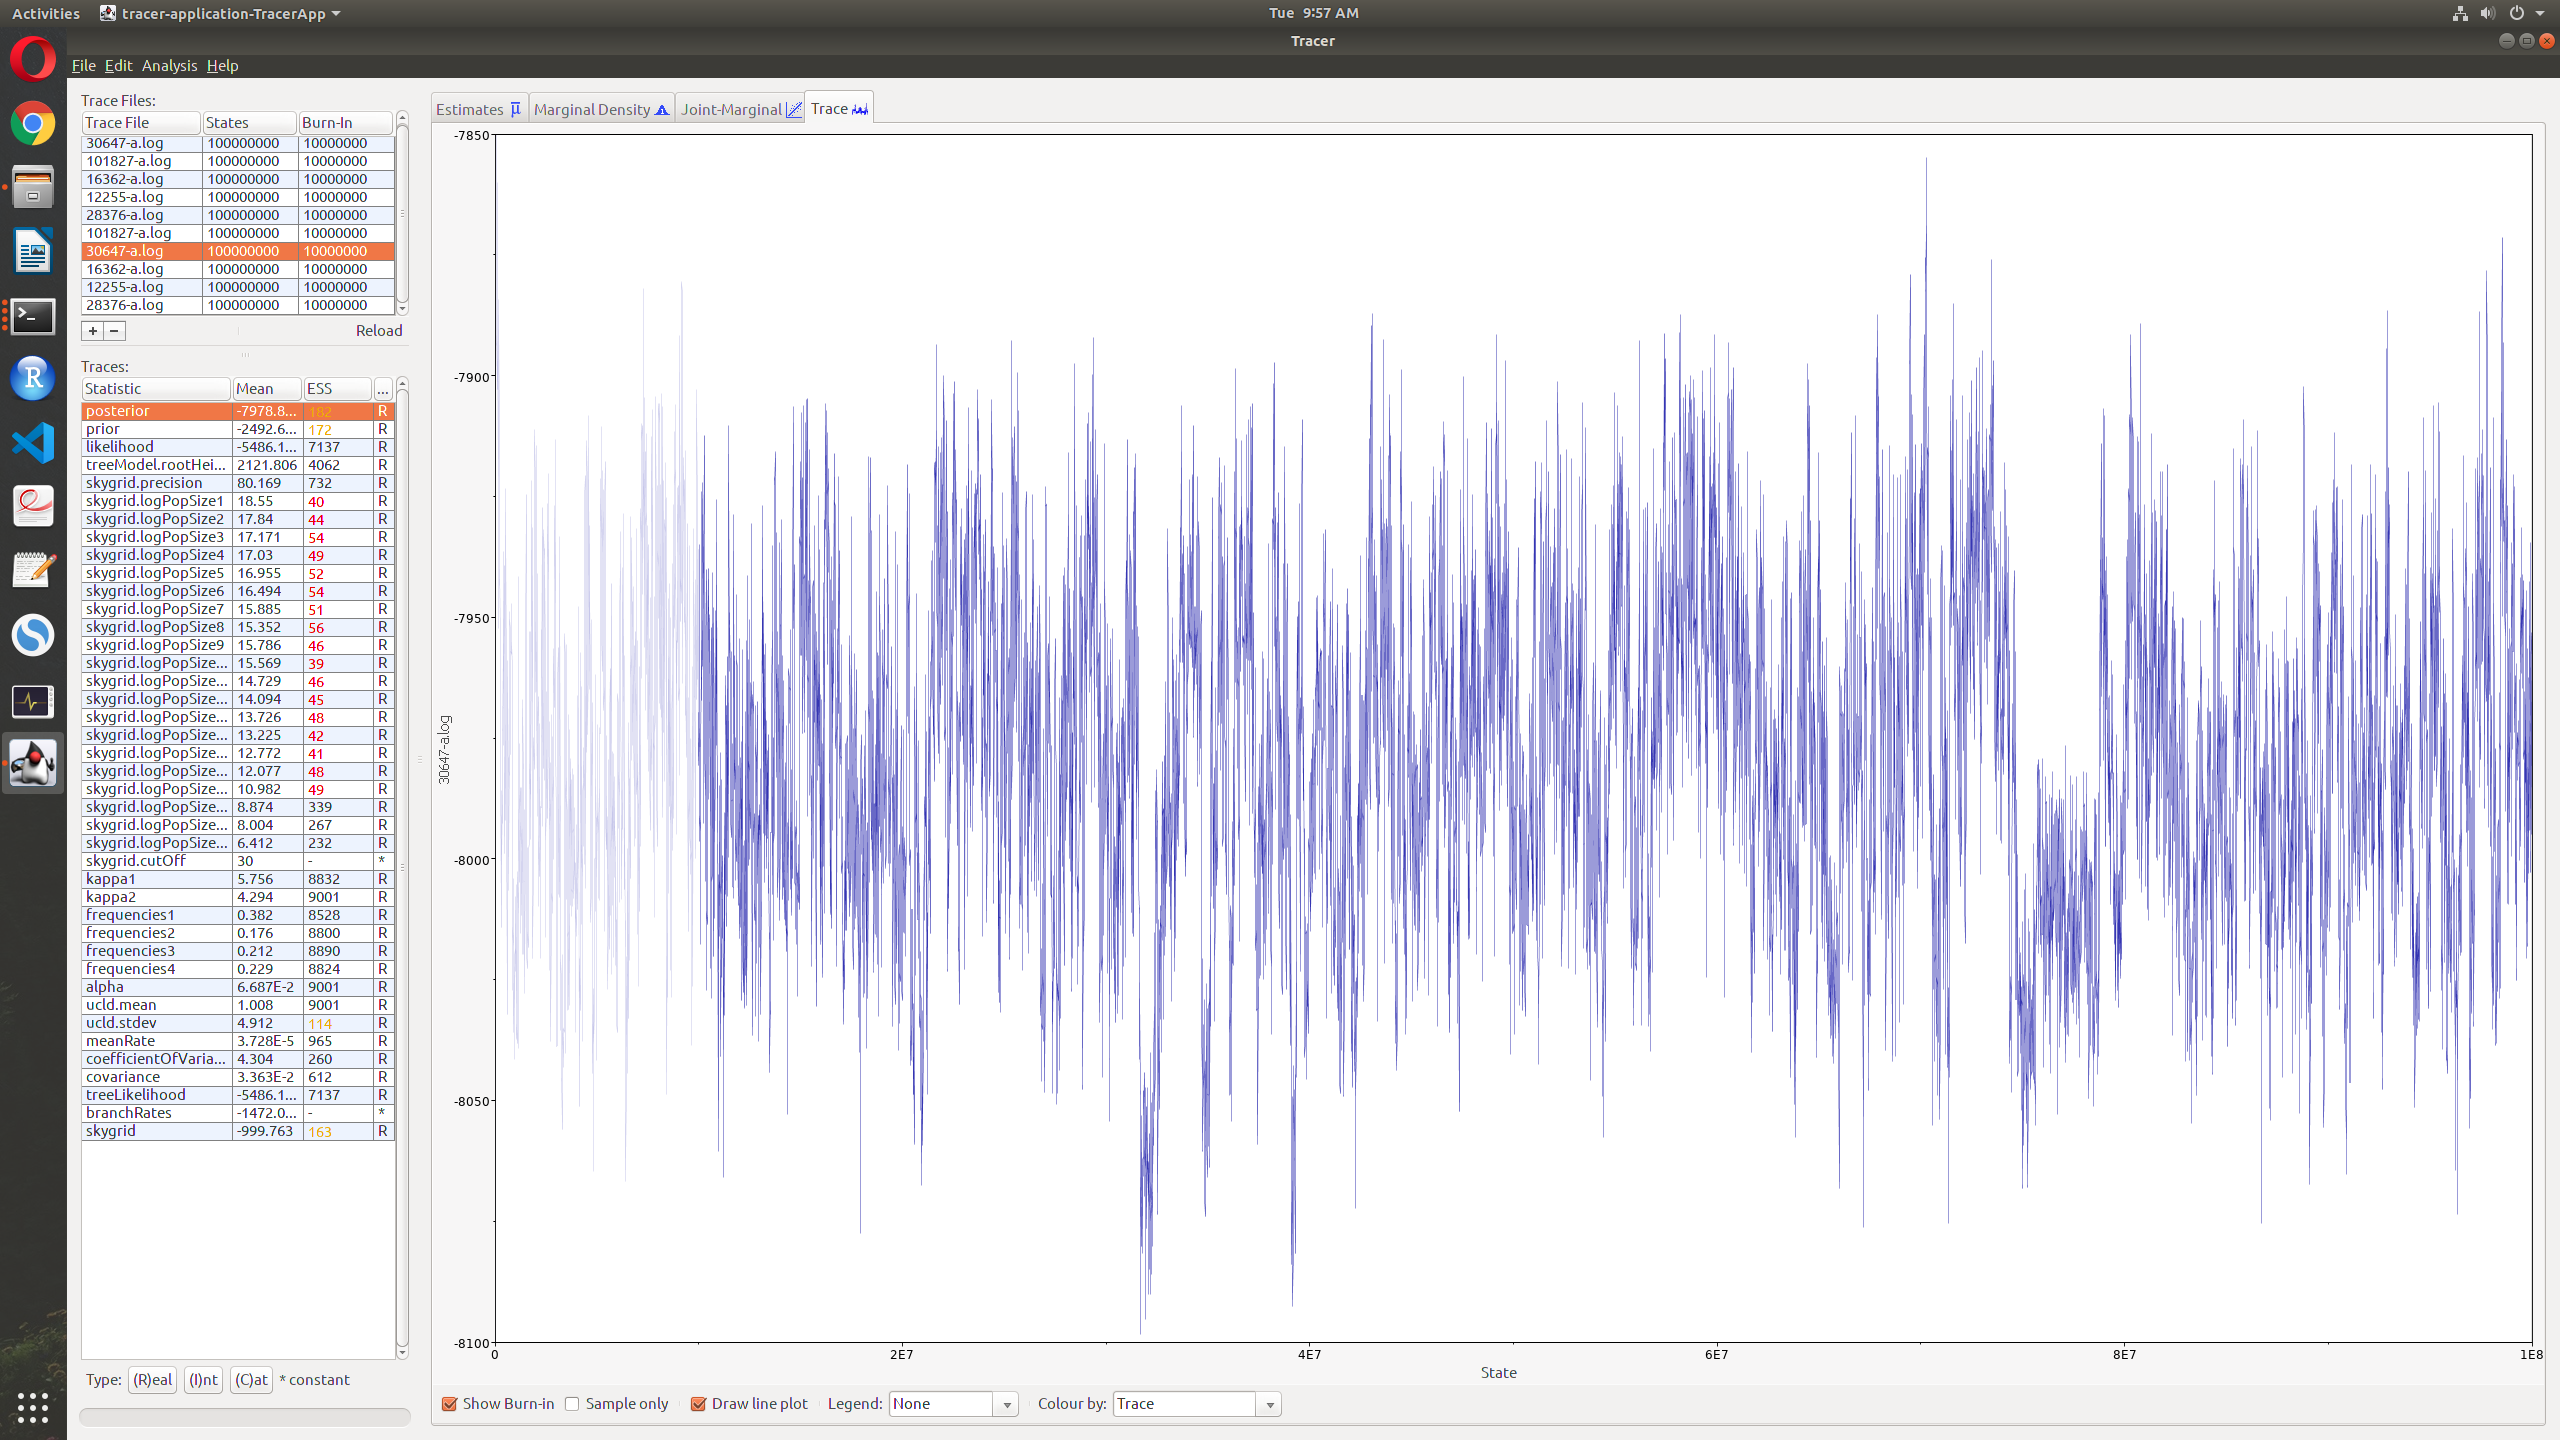 Activities tracer-application-TracerApp Tue 9:57 AM
Tracer
File Edit Analysis Help
Trace Files:
Trace File States Burn-In
30647-a.log 100000000 10000000
101827-a.log 100000000 10000000
16362-a.log 100000000 10000000
12255-a.log 100000000 10000000
28376-a.log 100000000 10000000
101827-a.log 100000000 10000000
30647-a.log 100000000 10000000
16362-a.log 100000000 10000000
12255-a.log 100000000 10000000
28376-a.log 100000000 10000000
+ − Reload
Traces:
Statistic Mean ESS ...
posterior -7978.8... 182 R
prior -2492.6... 172 R
likelihood -5486.1... 7137 R
treeModel.rootHei... 2121.806 4062 R
skygrid.precision 80.169 732 R
skygrid.logPopSize1 18.55 40 R
skygrid.logPopSize2 17.84 44 R
skygrid.logPopSize3 17.171 54 R
skygrid.logPopSize4 17.03 49 R
skygrid.logPopSize5 16.955 52 R
skygrid.logPopSize6 16.494 54 R
skygrid.logPopSize7 15.885 51 R
skygrid.logPopSize8 15.352 56 R
skygrid.logPopSize9 15.786 46 R
skygrid.logPopSize... 15.569 39 R
skygrid.logPopSize... 14.729 46 R
skygrid.logPopSize... 14.094 45 R
skygrid.logPopSize... 13.726 48 R
skygrid.logPopSize... 13.225 42 R
skygrid.logPopSize... 12.772 41 R
skygrid.logPopSize... 12.077 48 R
skygrid.logPopSize... 10.982 49 R
skygrid.logPopSize... 8.874 339 R
skygrid.logPopSize... 8.004 267 R
skygrid.logPopSize... 6.412 232 R
skygrid.cutOff 30 - *
kappa1 5.756 8832 R
kappa2 4.294 9001 R
frequencies1 0.382 8528 R
frequencies2 0.176 8800 R
frequencies3 0.212 8890 R
frequencies4 0.229 8824 R
alpha 6.687E-2 9001 R
ucld.mean 1.008 9001 R
ucld.stdev 4.912 114 R
meanRate 3.728E-5 965 R
coefficientOfVaria... 4.304 260 R
covariance 3.363E-2 612 R
treeLikelihood -5486.1... 7137 R
branchRates -1472.0... - *
skygrid -999.763 163 R
Type: (R)eal (I)nt (C)at * constant
Estimates μ Marginal Density Joint-Marginal Trace
-7850
-7900
-7950
-8000
-8050
-8100
30647-a.log
0 2E7 4E7 6E7 8E7 1E8
State
Show Burn-in Sample only Draw line plot Legend: None Colour by: Trace